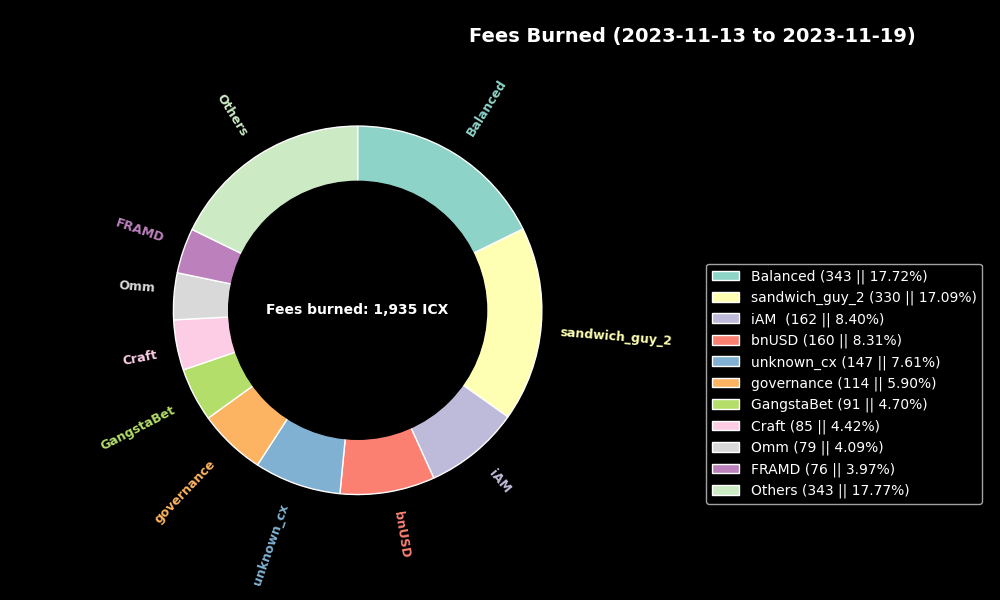 Fees Burned (2023-11-13 to 2023-11-19)
Balanced
Others
FRAMD
Omm
Fees burned: 1,935 ICX
sandwich_guy_2
Craft
GangstaBet
governance
iAM
unknown_cx
bnUSD
Balanced (343 || 17.72%)
sandwich_guy_2 (330 || 17.09%)
iAM  (162 || 8.40%)
bnUSD (160 || 8.31%)
unknown_cx (147 || 7.61%)
governance (114 || 5.90%)
GangstaBet (91 || 4.70%)
Craft (85 || 4.42%)
Omm (79 || 4.09%)
FRAMD (76 || 3.97%)
Others (343 || 17.77%)